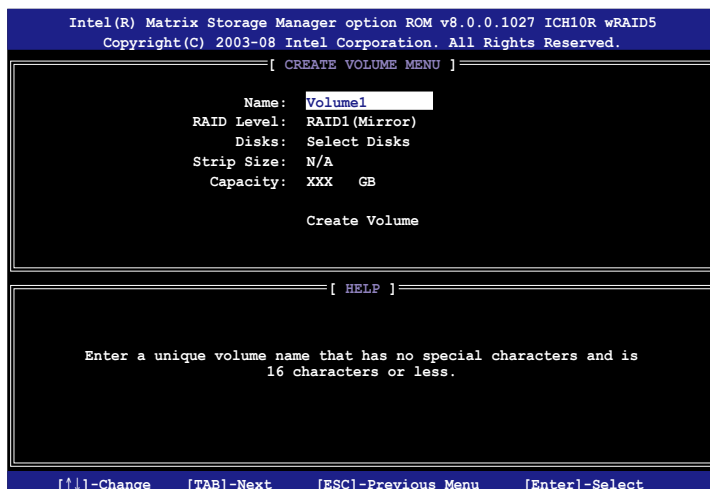 Intel(R) Matrix Storage Manager option ROM v8.0.0.1027 ICH10R wRAID5
Copyright(C) 2003-08 Intel Corporation. All Rights Reserved.
[ CREATE VOLUME MENU ]
Name: Volume1
RAID Level: RAID1(Mirror)
Disks: Select Disks
Strip Size: N/A
Capacity: XXX GB
Create Volume
[ HELP ]
Enter a unique volume name that has no special characters and is
16 characters or less.
[↑↓]-Change [TAB]-Next [ESC]-Previous Menu [Enter]-Select